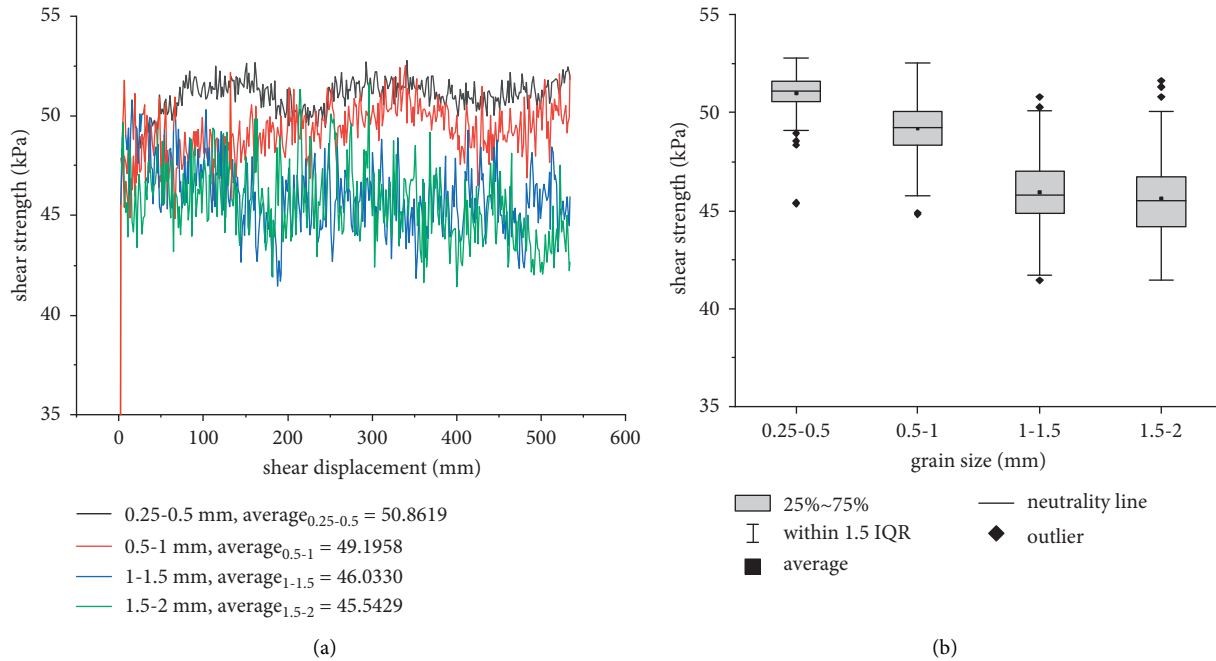 55
50
45
40
35
shear strength (kPa)
0 100 200 300 400 500 600
shear displacement (mm)
0.25-0.5 mm, average0.25-0.5 = 50.8619
0.5-1 mm, average0.5-1 = 49.1958
1-1.5 mm, average1-1.5 = 46.0330
1.5-2 mm, average1.5-2 = 45.5429
(a)
55
50
45
40
35
shear strength (kPa)
0.25-0.5 0.5-1 1-1.5 1.5-2
grain size (mm)
25%~75%
within 1.5 IQR
average
neutrality line
outlier
(b)